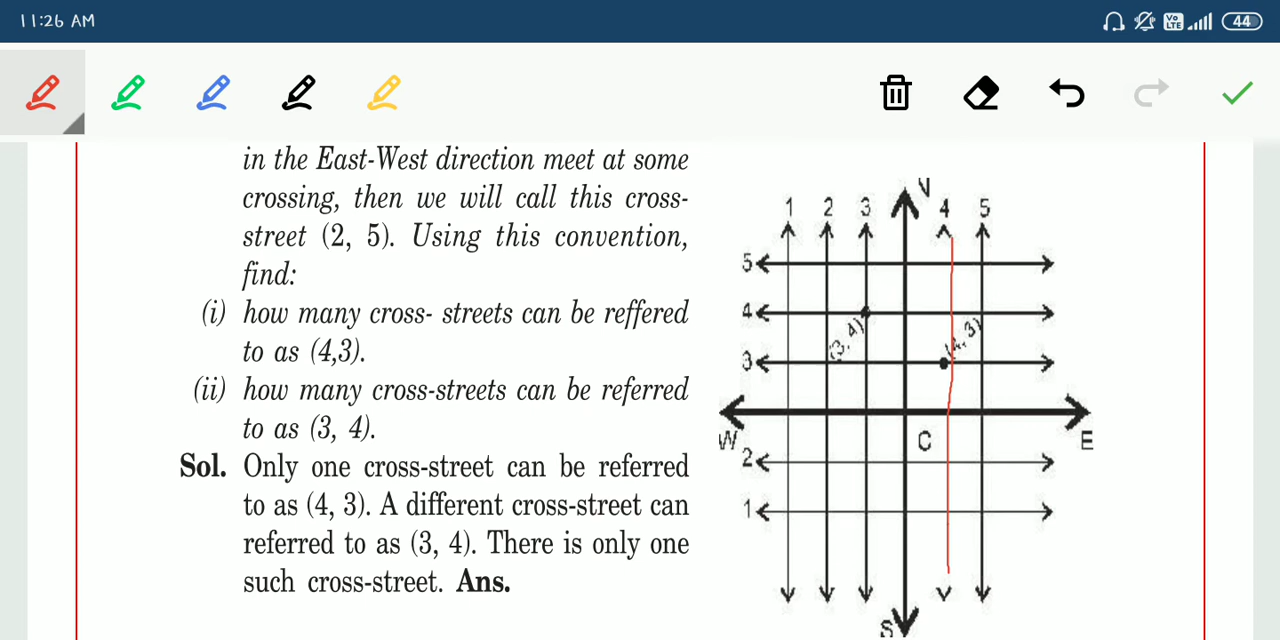 11:26 AM
Vo LTE 44
in the East-West direction meet at some
crossing, then we will call this cross-
street (2, 5). Using this convention,
find:
(i) how many cross- streets can be reffered
to as (4,3).
(ii) how many cross-streets can be referred
to as (3, 4).
Sol. Only one cross-street can be referred
to as (4, 3). A different cross-street can
referred to as (3, 4). There is only one
such cross-street. Ans.
N
1 2 3 4 5
5
4
(3, 4) (4, 3)
3
W C E
2
1
S